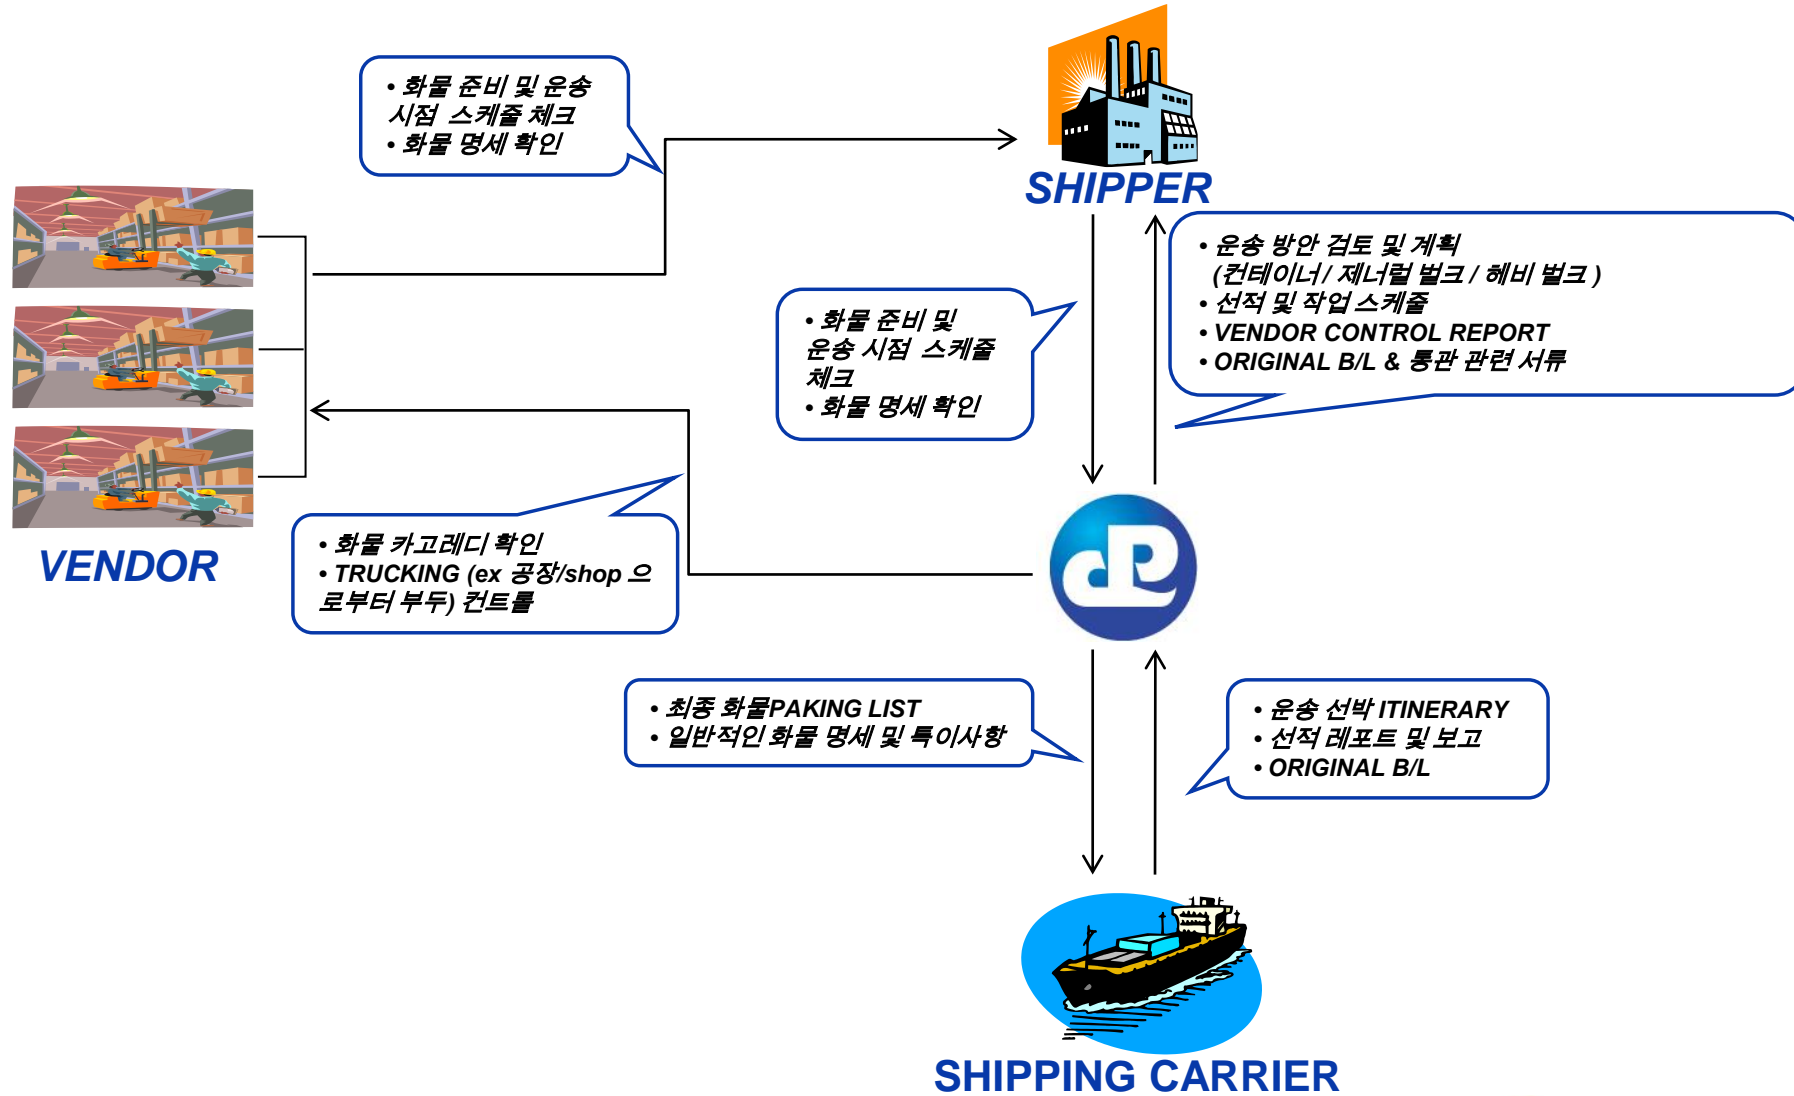 • 화물 준비 및 운송
시점 스케줄 체크
• 화물 명세 확인
SHIPPER
• 운송 방안 검토 및 계획
(컨테이너 / 제너럴 벌크 / 헤비 벌크 )
• 선적 및 작업 스케줄
• VENDOR CONTROL REPORT
• ORIGINAL B/L & 통관 관련 서류
• 화물 준비 및
운송 시점 스케줄
체크
• 화물 명세 확인
VENDOR
• 화물 카고레디 확인
• TRUCKING (ex 공장/shop 으
로부터 부두) 컨트롤
• 최종 화물PAKING LIST
• 일반적인 화물 명세 및 특이사항
• 운송 선박 ITINERARY
• 선적 레포트 및 보고
• ORIGINAL B/L
SHIPPING CARRIER